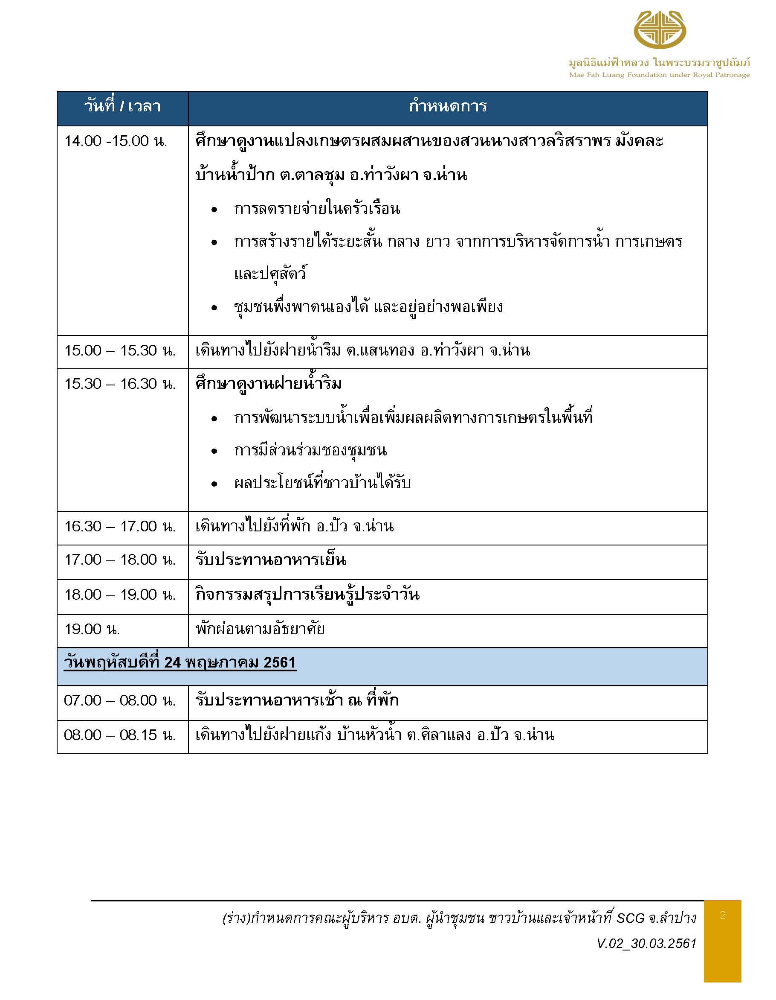 มูลนิธิแม่ฟ้าหลวง ในพระบรมราชูปถัมภ์
Mae Fah Luang Foundation under Royal Patronage
วันที่ / เวลา กำหนดการ
14.00 -15.00 น. ศึกษาดูงานแปลงเกษตรผสมผสานของสวนนางสาวลริสราพร มังคละ
บ้านน้ำป้าก ต.ตาลชุม อ.ท่าวังผา จ.น่าน
• การลดรายจ่ายในครัวเรือน
• การสร้างรายได้ระยะสั้น กลาง ยาว จากการบริหารจัดการน้ำ การเกษตร
และปศุสัตว์
• ชุมชนพึ่งพาตนเองได้ และอยู่อย่างพอเพียง
15.00 – 15.30 น. เดินทางไปยังฝายน้ำริม ต.แสนทอง อ.ท่าวังผา จ.น่าน
15.30 – 16.30 น. ศึกษาดูงานฝายน้ำริม
• การพัฒนาระบบน้ำเพื่อเพิ่มผลผลิตทางการเกษตรในพื้นที่
• การมีส่วนร่วมชองชุมชน
• ผลประโยชน์ที่ชาวบ้านได้รับ
16.30 – 17.00 น. เดินทางไปยังที่พัก อ.ปัว จ.น่าน
17.00 – 18.00 น. รับประทานอาหารเย็น
18.00 – 19.00 น. กิจกรรมสรุปการเรียนรู้ประจำวัน
19.00 น. พักผ่อนตามอัธยาศัย
วันพฤหัสบดีที่ 24 พฤษภาคม 2561
07.00 – 08.00 น. รับประทานอาหารเช้า ณ ที่พัก
08.00 – 08.15 น. เดินทางไปยังฝายแก้ง บ้านหัวน้ำ ต.ศิลาแลง อ.ปัว จ.น่าน
(ร่าง)กำหนดการคณะผู้บริหาร อบต. ผู้นำชุมชน ชาวบ้านและเจ้าหน้าที่ SCG จ.ลำปาง 2
V.02_30.03.2561